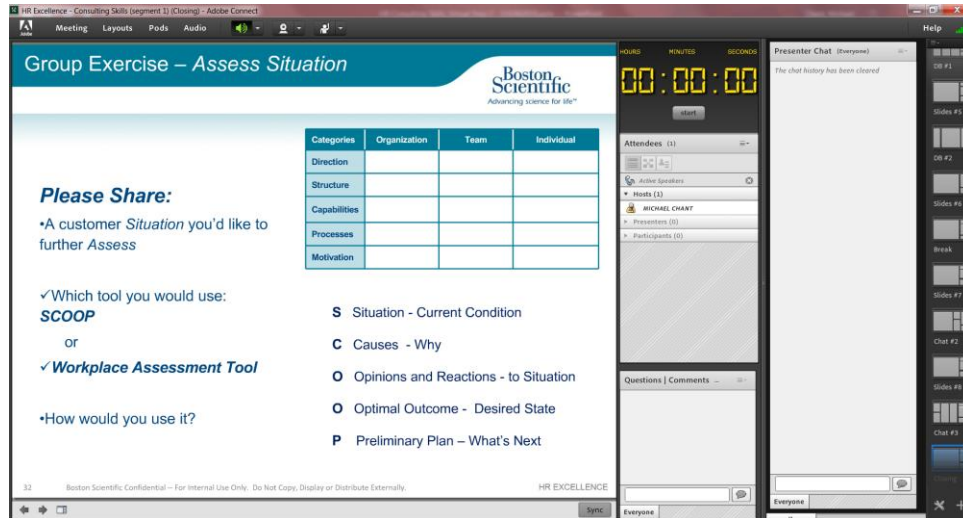 HR Excellence - Consulting Skills (segment 1) (Closing) - Adobe Connect
Adobe
Meeting Layouts Pods Audio
Help
Group Exercise – Assess Situation
Boston
Scientific
Advancing science for life™
Categories Organization Team Individual
Direction
Structure
Capabilities
Processes
Motivation
Please Share:
•A customer Situation you'd like to
further Assess
✓Which tool you would use:
SCOOP
or
✓Workplace Assessment Tool
•How would you use it?
S Situation - Current Condition
C Causes - Why
O Opinions and Reactions - to Situation
O Optimal Outcome - Desired State
P Preliminary Plan – What's Next
32 Boston Scientific Confidential – For Internal Use Only. Do Not Copy, Display or Distribute Externally. HR EXCELLENCE
Sync
HOURS MINUTES SECONDS
00:00:00
start
Attendees (1)
Active Speakers
Hosts (1)
MICHAEL CHANT
Presenters (0)
Participants (0)
Questions | Comments
Everyone
Presenter Chat (Everyone)
The chat history has been cleared
Everyone
DB #1
Slides #5
DB #2
Slides #6
Break
Slides #7
Chat #2
Slides #8
Chat #3
Closing